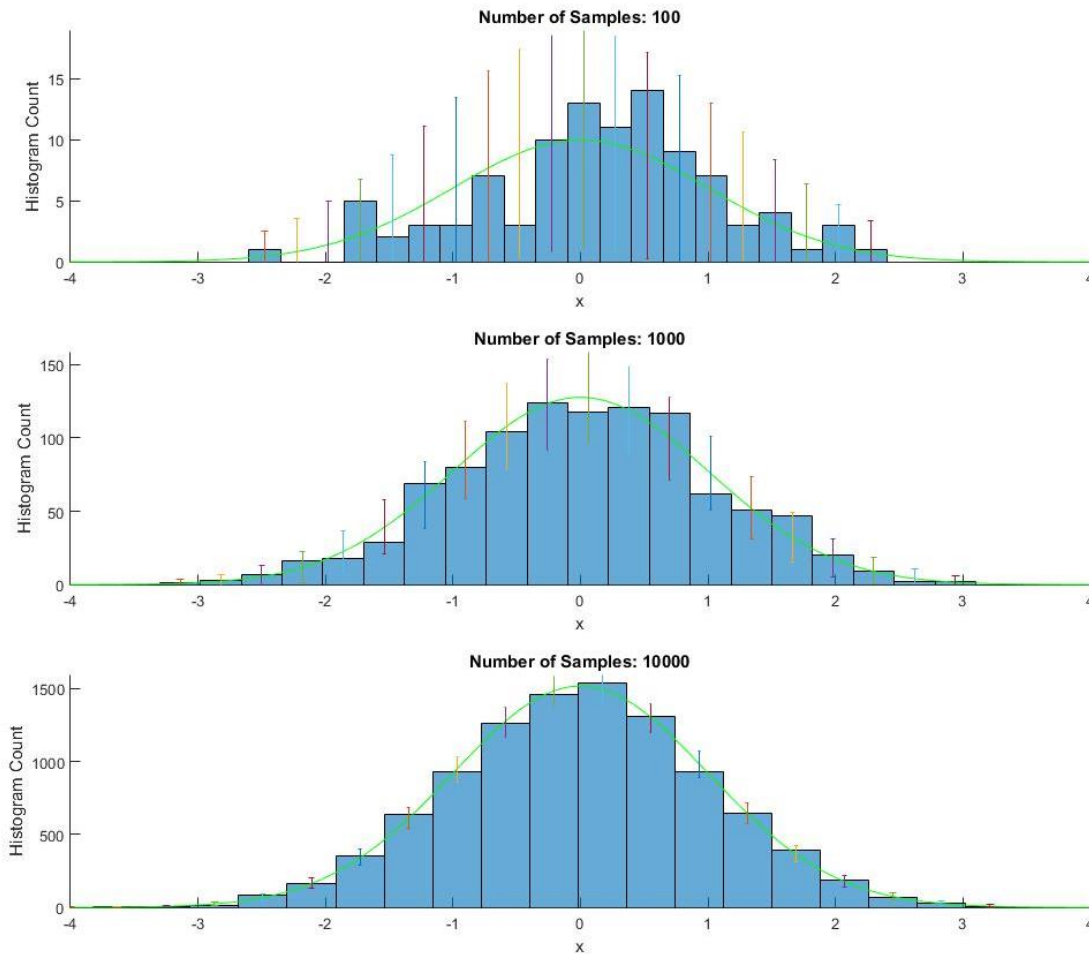 Number of Samples: 100
Histogram Count
15
10
5
0
-4 -3 -2 -1 0 1 2 3 4
x
Number of Samples: 1000
Histogram Count
150
100
50
0
-4 -3 -2 -1 0 1 2 3 4
x
Number of Samples: 10000
Histogram Count
1500
1000
500
0
-4 -3 -2 -1 0 1 2 3 4
x